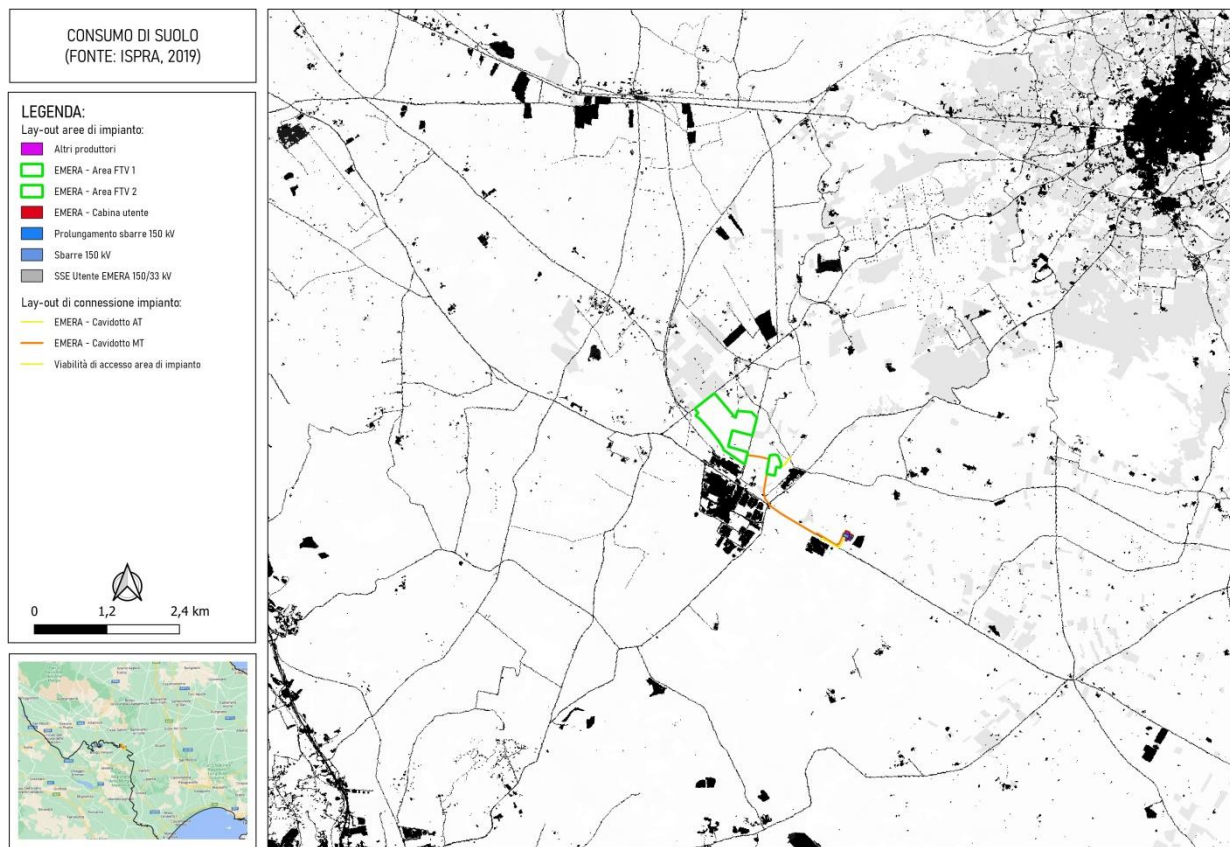 CONSUMO DI SUOLO
(FONTE: ISPRA, 2019)
LEGENDA:
Lay-out aree di impianto:
Altri produttori
EMERA - Area FTV 1
EMERA - Area FTV 2
EMERA - Cabina utente
Prolungamento sbarre 150 kV
Sbarre 150 kV
SSE Utente EMERA 150/33 kV
Lay-out di connessione impianto:
EMERA - Cavidotto AT
EMERA - Cavidotto MT
Viabilità di accesso area di impianto
0 1,2 2,4 km